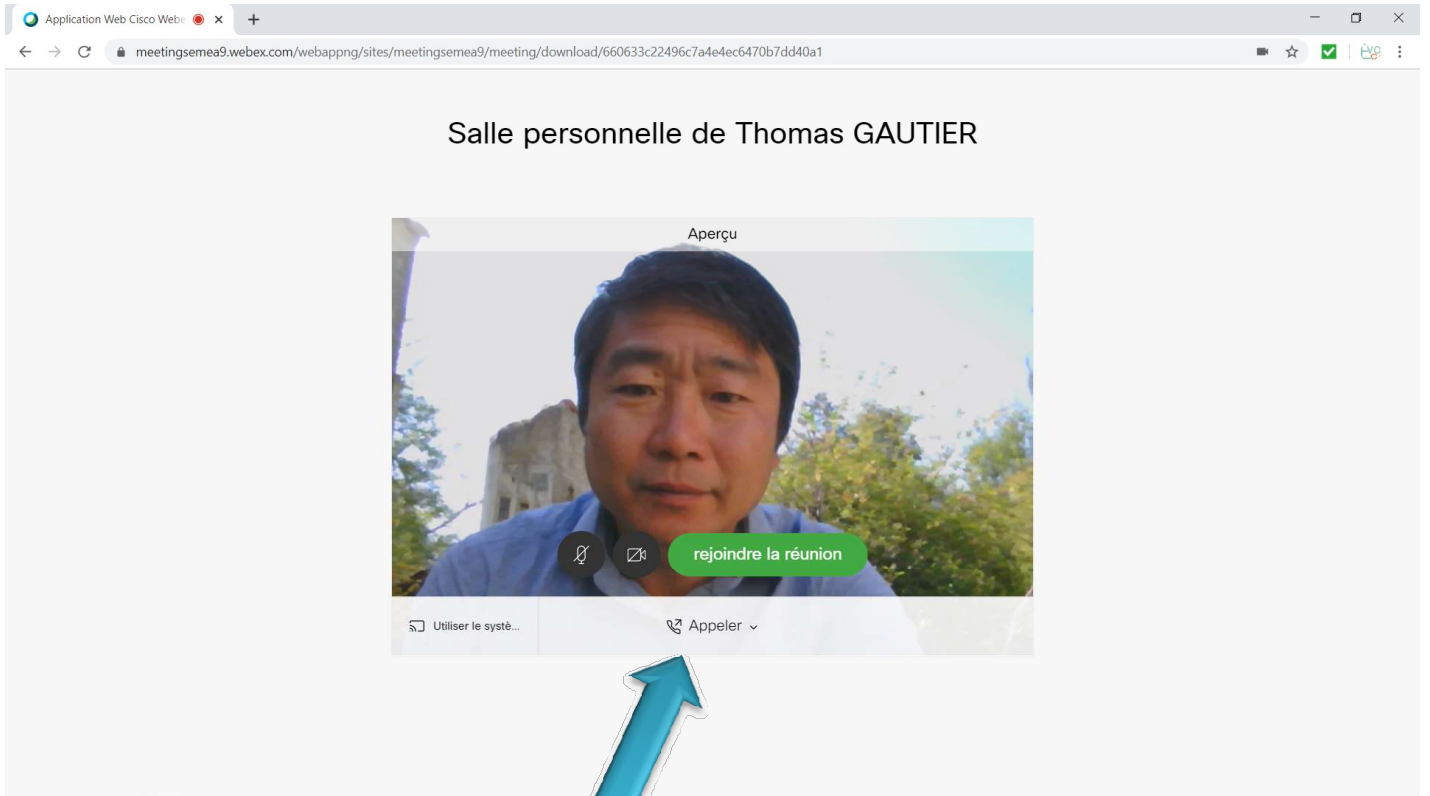 Application Web Cisco Webe
meetingsemea9.webex.com/webappng/sites/meetingsemea9/meeting/download/660633c22496c7a4e4ec6470b7dd40a1
Salle personnelle de Thomas GAUTIER
Aperçu
rejoindre la réunion
Utiliser le systè...
Appeler